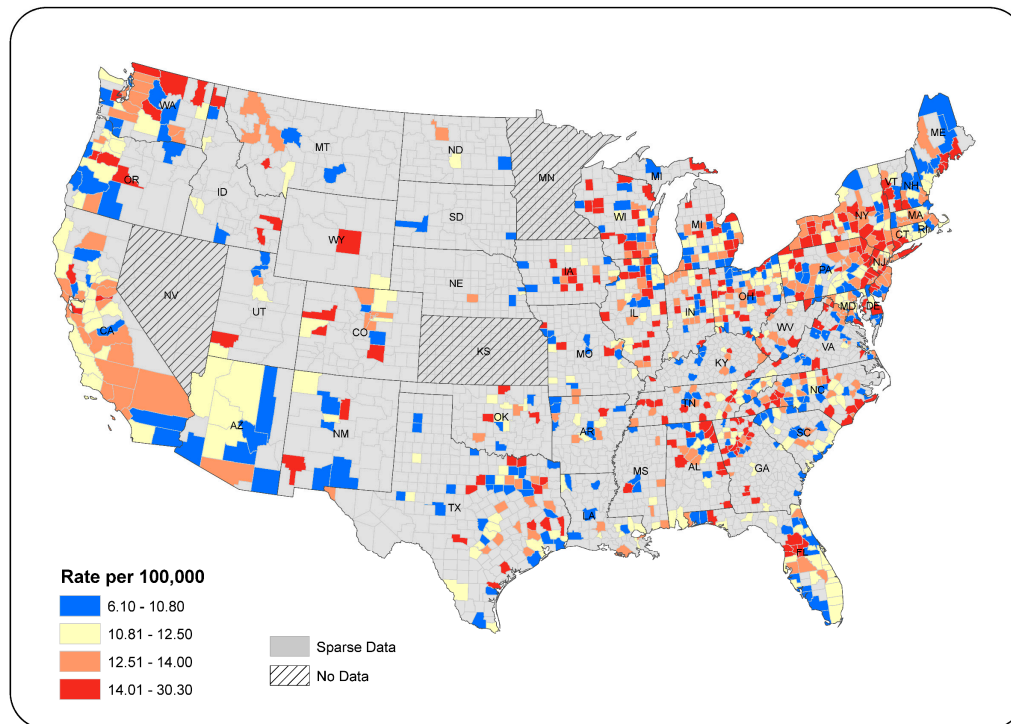 WA
MT
ND
MN
ME
OR
ID
SD
WI
MI
VT
NH
WY
MI
NY
MA
CT
RI
NV
UT
NE
IA
PA
NJ
CA
CO
KS
IL
IN
OH
MD
DE
MO
WV
VA
KY
AZ
NM
OK
AR
TN
NC
SC
TX
LA
MS
AL
GA
FL
Rate per 100,000
6.10 - 10.80
10.81 - 12.50
12.51 - 14.00
14.01 - 30.30
Sparse Data
No Data